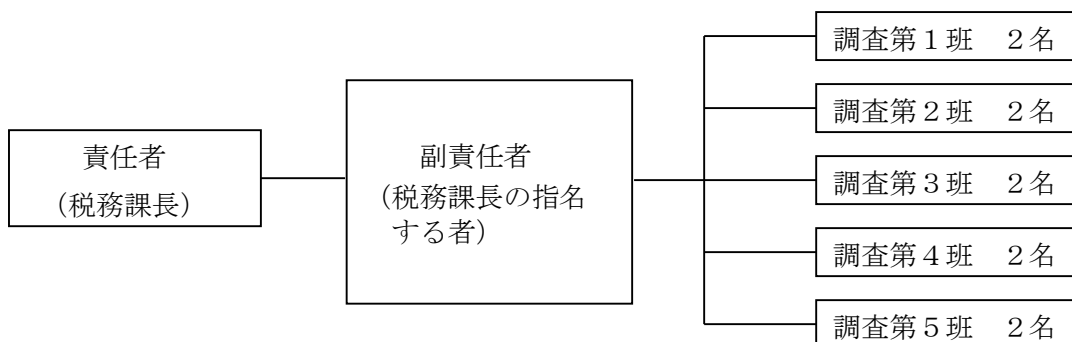 責任者
（税務課長）
副責任者
（税務課長の指名
する者）
調査第１班　２名
調査第２班　２名
調査第３班　２名
調査第４班　２名
調査第５班　２名